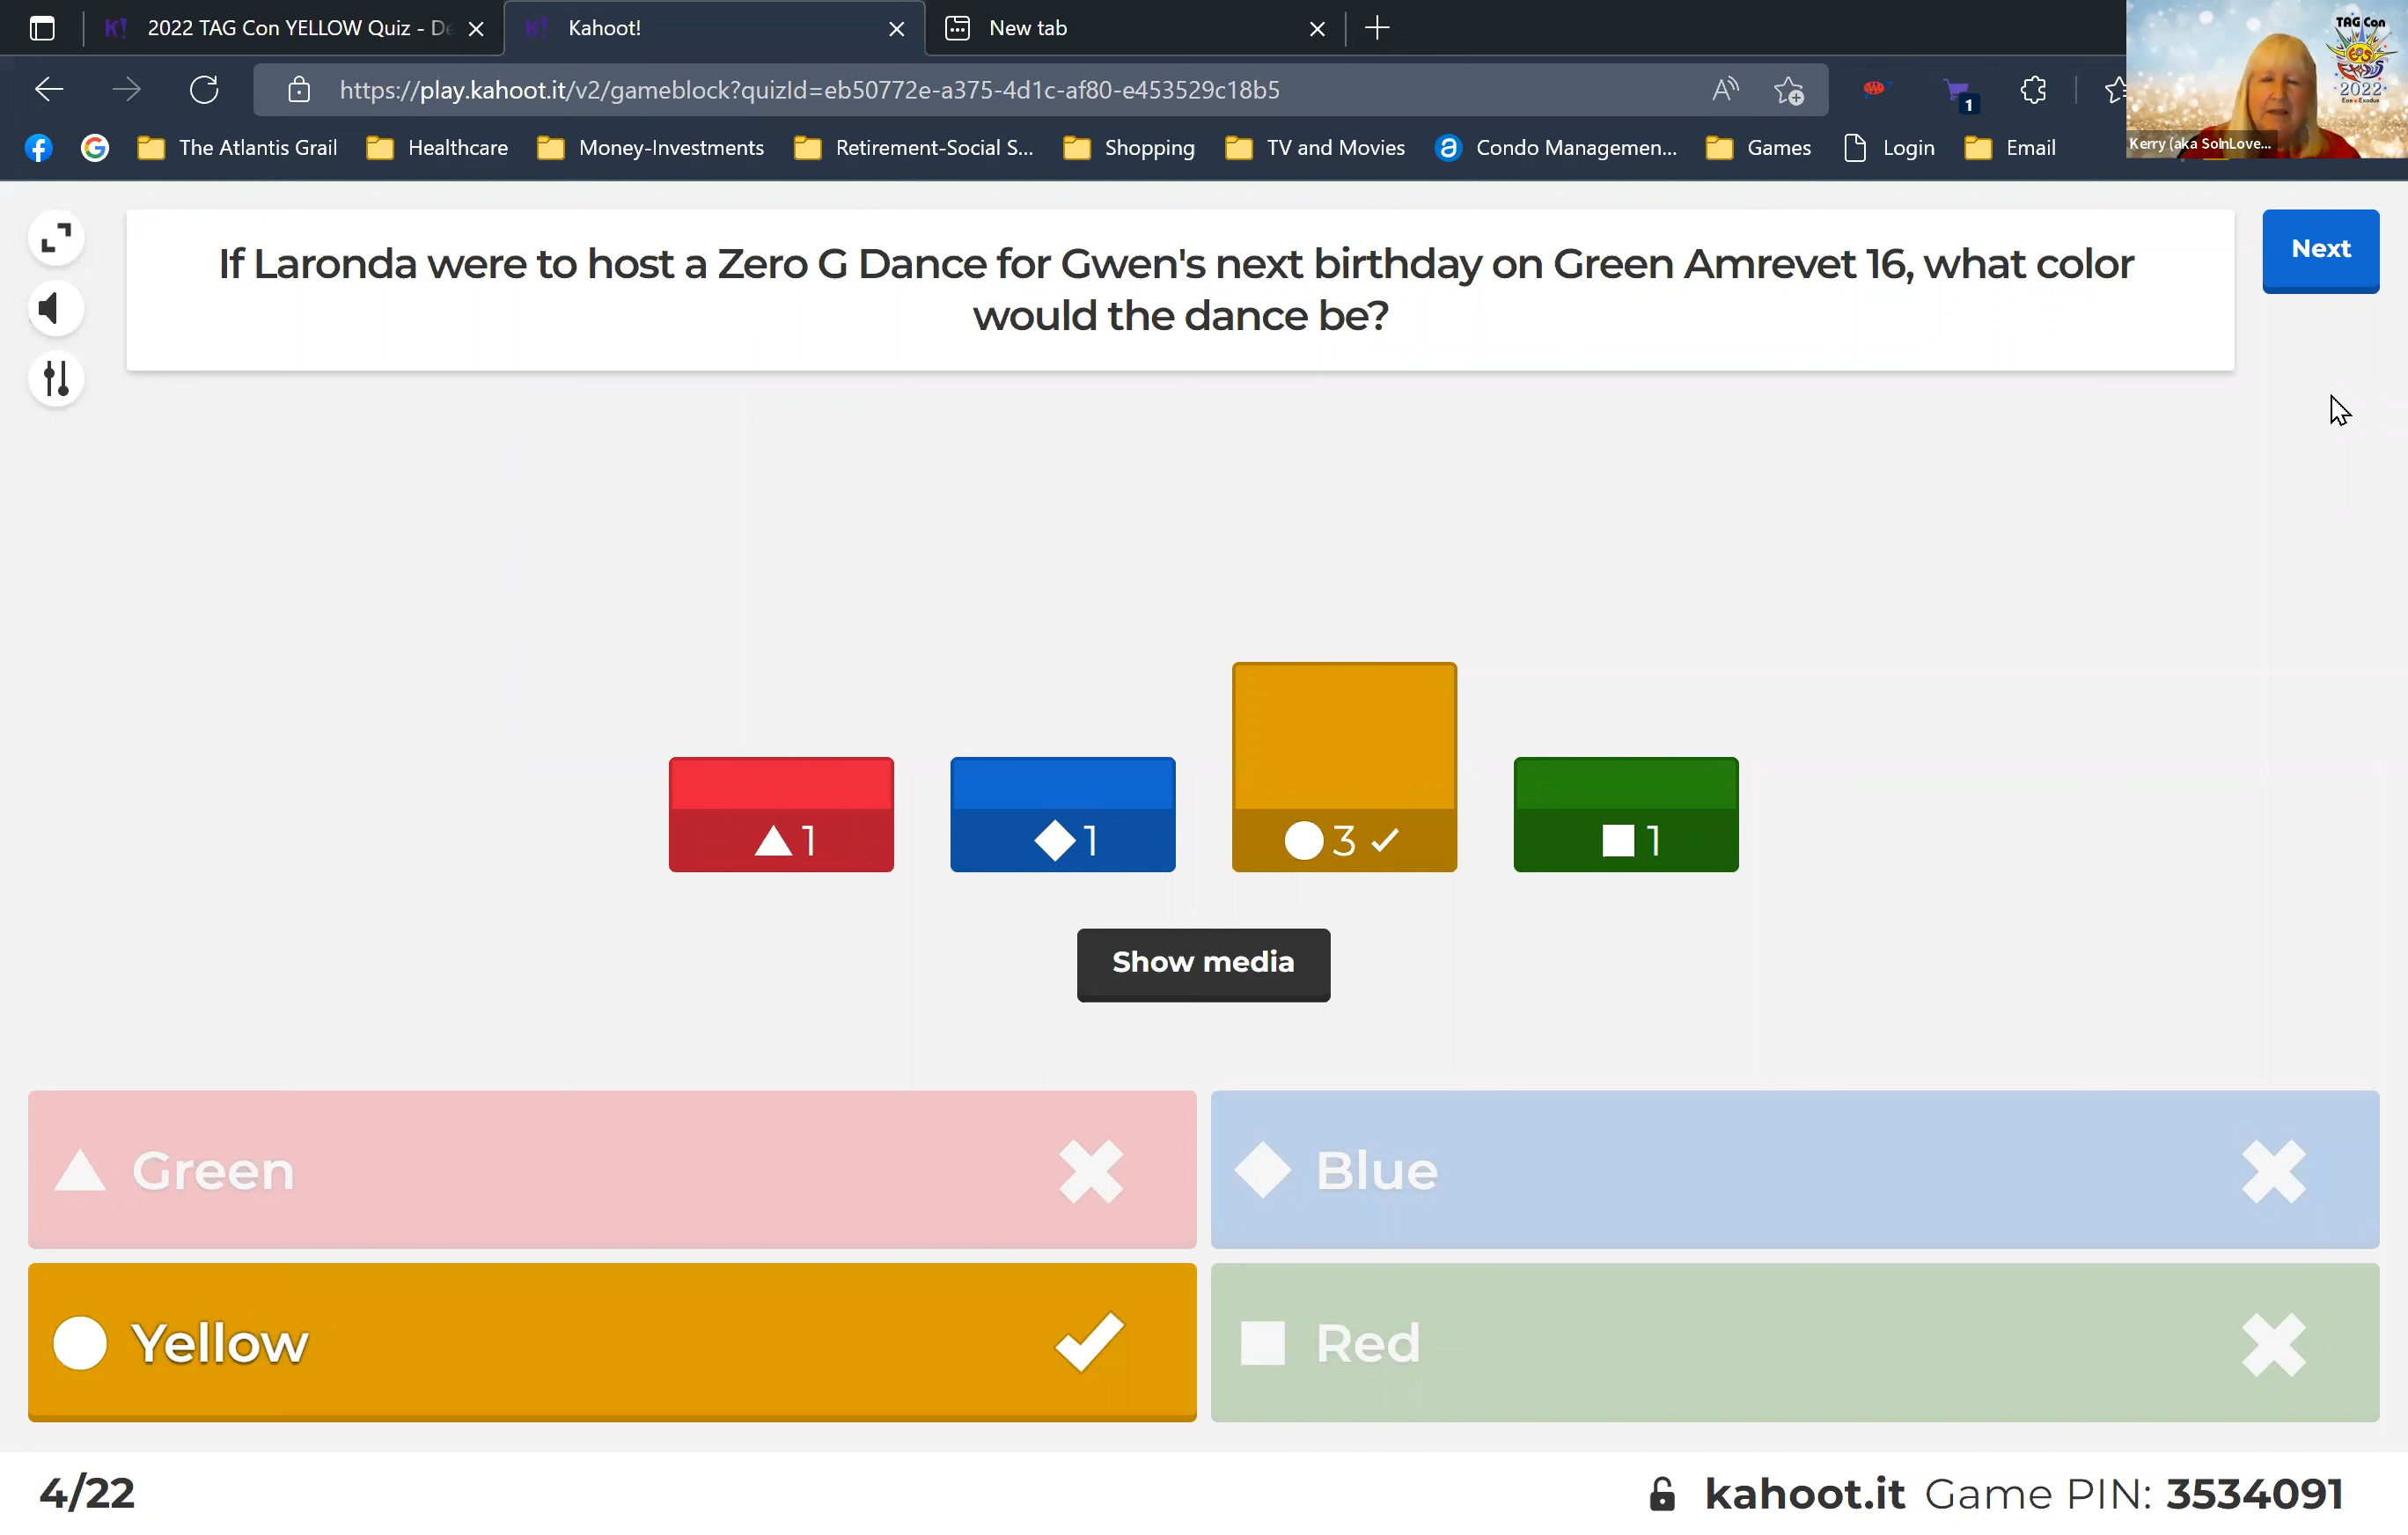 2022 TAG Con YELLOW Quiz - De
Kahoot!
New tab
https://play.kahoot.it/v2/gameblock?quizId=eb50772e-a375-4d1c-af80-e453529c18b5
1
The Atlantis Grail
Healthcare
Money-Investments
Retirement-Social S...
Shopping
TV and Movies
Condo Managemen...
Games
Login
Email
TAG Con
2022
Eos • Exodus
Kerry (aka SolnLove...
If Laronda were to host a Zero G Dance for Gwen's next birthday on Green Amrevet 16, what color
would the dance be?
Next
1
1
3
1
Show media
Green
Blue
Yellow
Red
4/22
kahoot.it Game PIN: 3534091